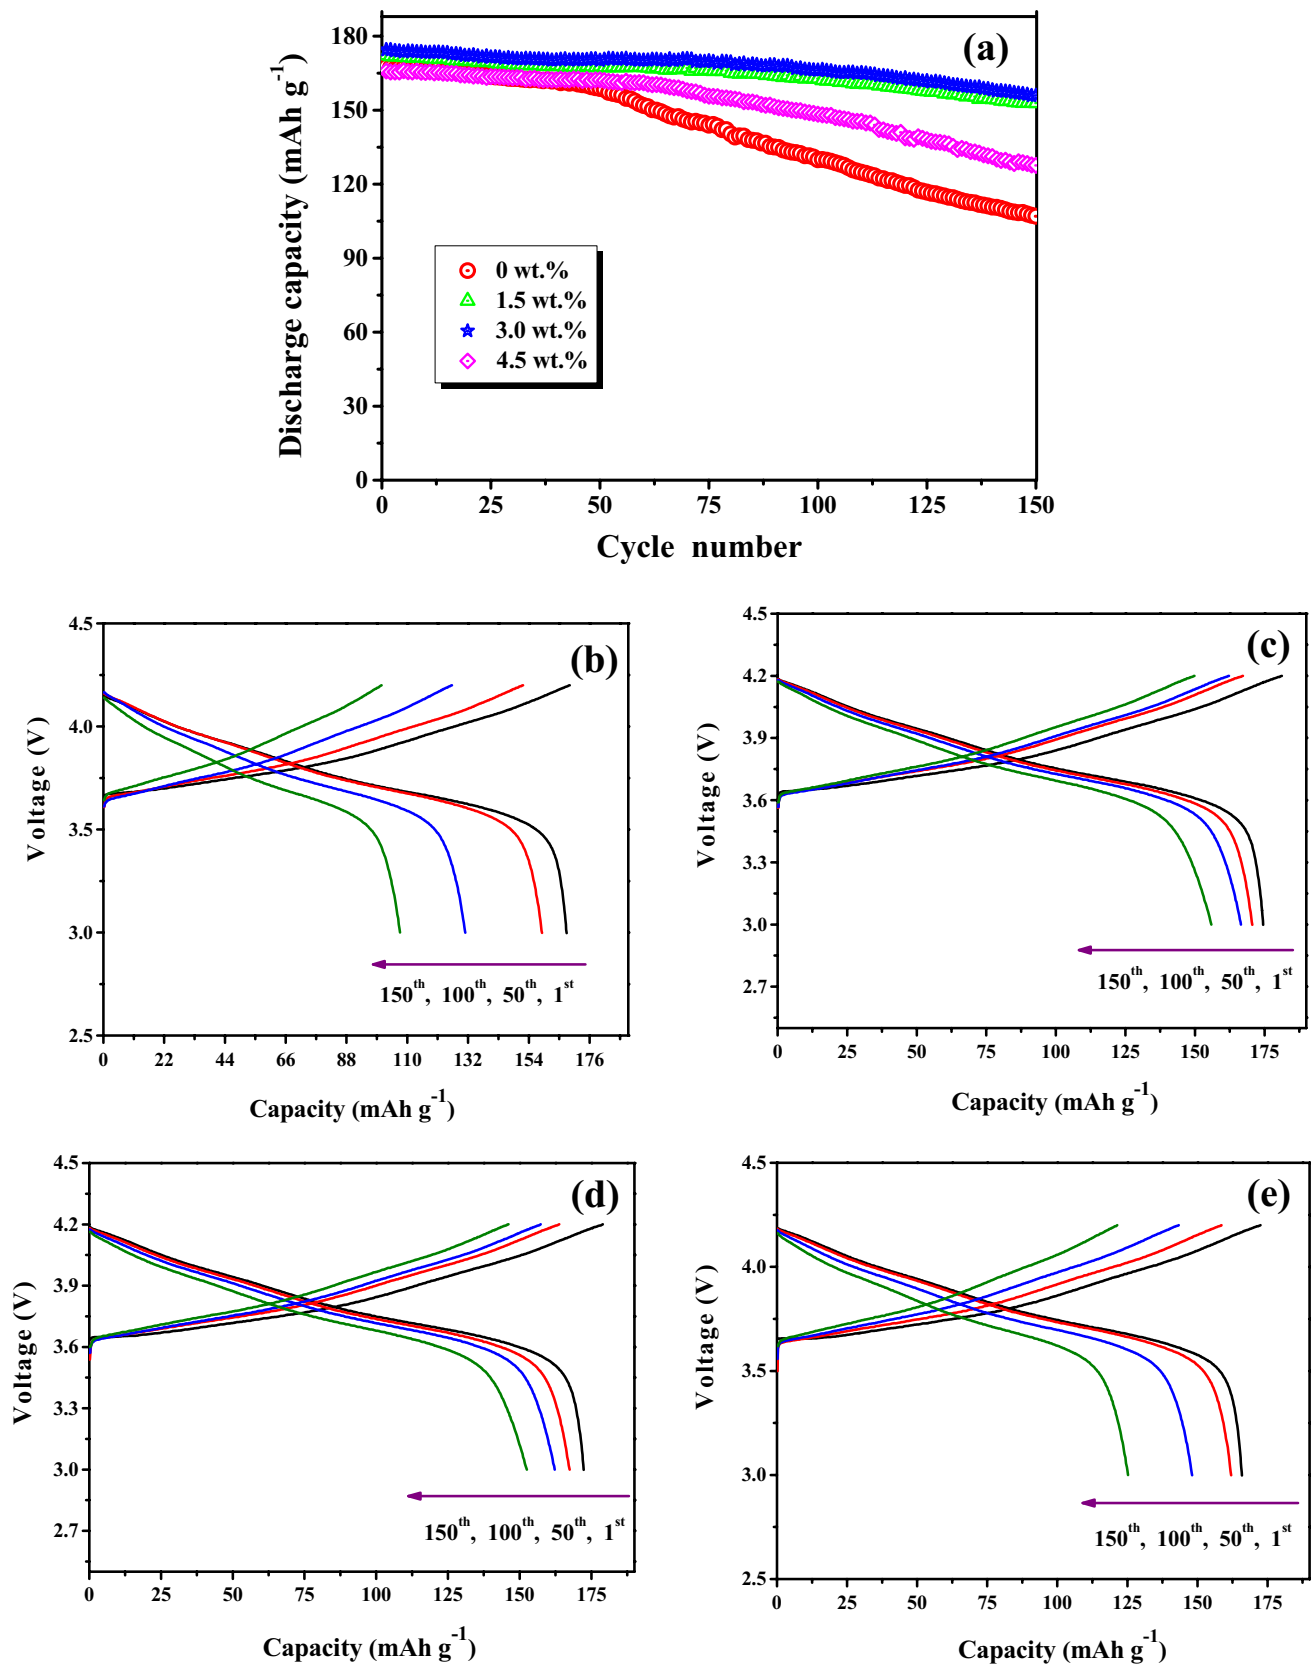 (a)
Discharge capacity (mAh g⁻¹)
180
150
120
90
60
30
0
0 wt.%
1.5 wt.%
3.0 wt.%
4.5 wt.%
0 25 50 75 100 125 150
Cycle number
(b)
Voltage (V)
4.5
4.0
3.5
3.0
2.5
150th, 100th, 50th, 1st
0 22 44 66 88 110 132 154 176
Capacity (mAh g⁻¹)
(c)
Voltage (V)
4.5
4.2
3.9
3.6
3.3
3.0
2.7
150th, 100th, 50th, 1st
0 25 50 75 100 125 150 175
Capacity (mAh g⁻¹)
(d)
Voltage (V)
4.5
4.2
3.9
3.6
3.3
3.0
2.7
150th, 100th, 50th, 1st
0 25 50 75 100 125 150 175
Capacity (mAh g⁻¹)
(e)
Voltage (V)
4.5
4.0
3.5
3.0
2.5
150th, 100th, 50th, 1st
0 25 50 75 100 125 150 175
Capacity (mAh g⁻¹)